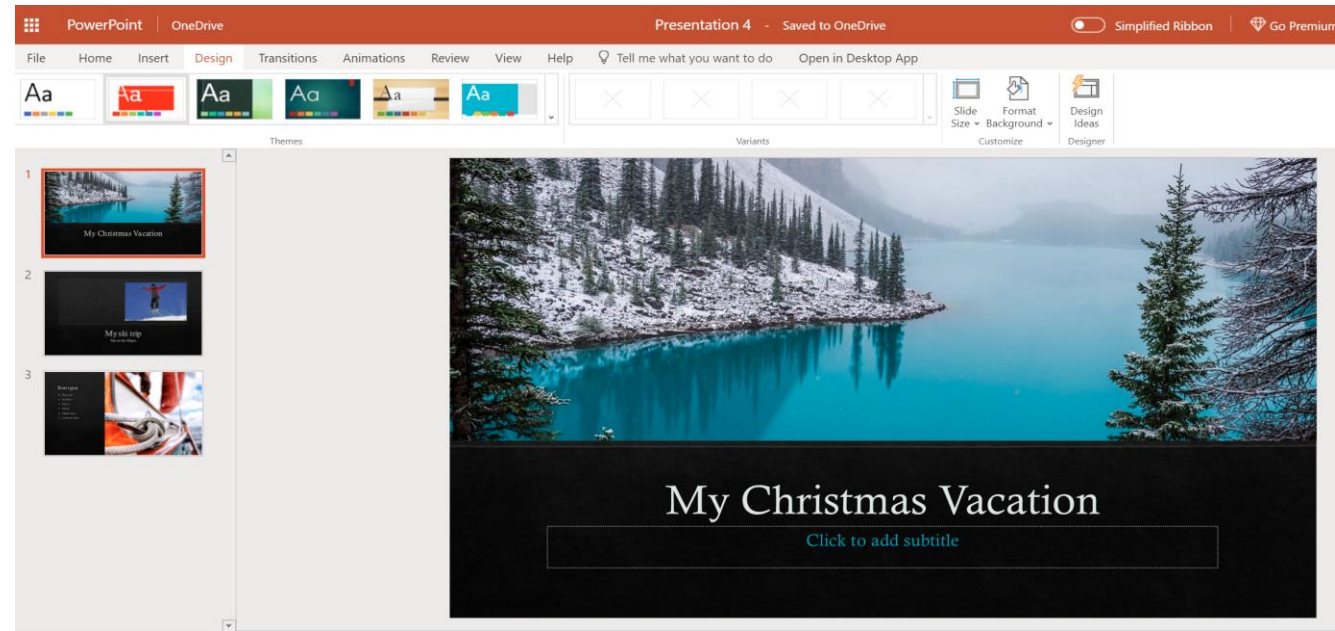 PowerPoint OneDrive Presentation 4 - Saved to OneDrive Simplified Ribbon Go Premium
File Home Insert Design Transitions Animations Review View Help Tell me what you want to do Open in Desktop App
Aa Aa Aa Aa Aa Aa
Slide Size Format Background Design Ideas
Themes Variants Customize Designer
1
My Christmas Vacation
2
My ski trip
3
My Christmas Vacation
Click to add subtitle